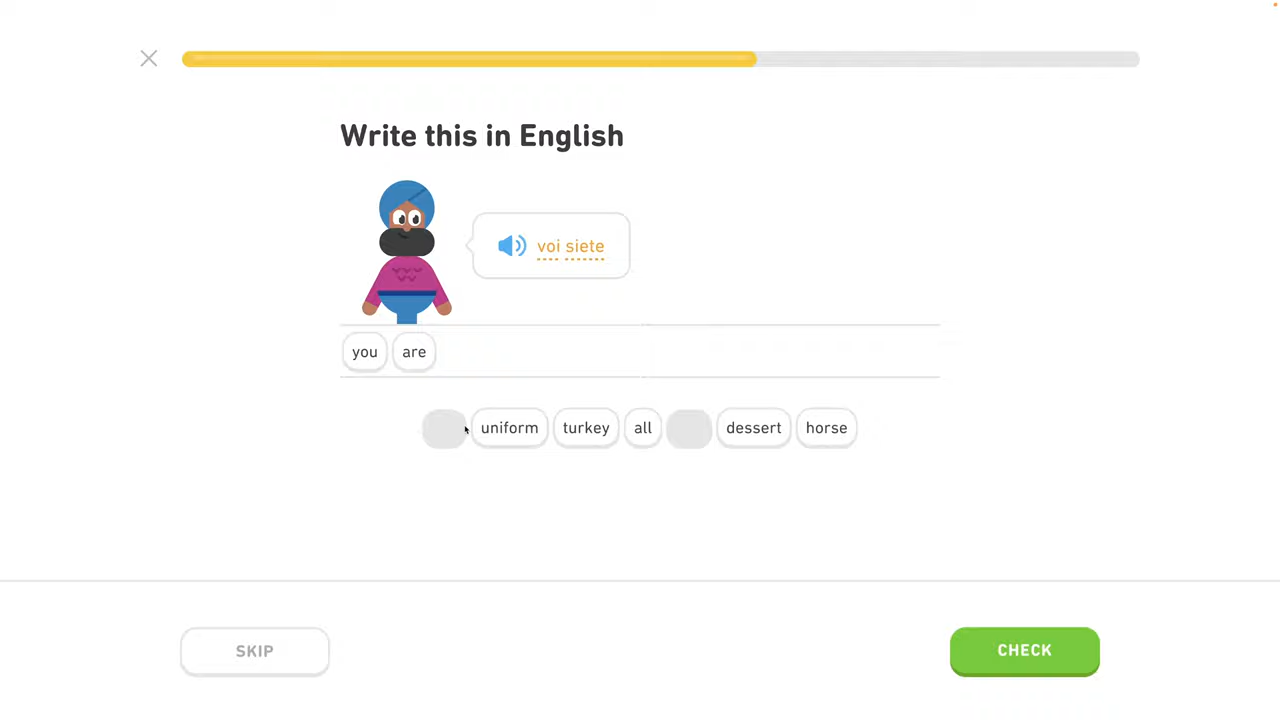 Write this in English
voi siete
you are
uniform turkey all dessert horse
SKIP CHECK